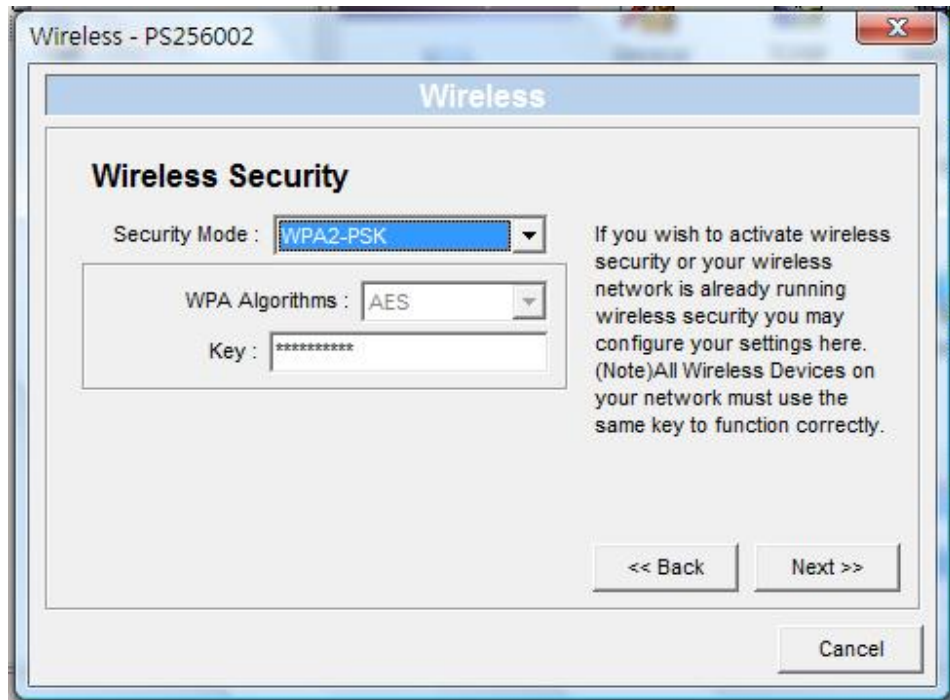 Wireless - PS256002
Wireless
Wireless Security
Security Mode : WPA2-PSK
WPA Algorithms : AES
Key : **********
If you wish to activate wireless
security or your wireless
network is already running
wireless security you may
configure your settings here.
(Note)All Wireless Devices on
your network must use the
same key to function correctly.
<< Back
Next >>
Cancel